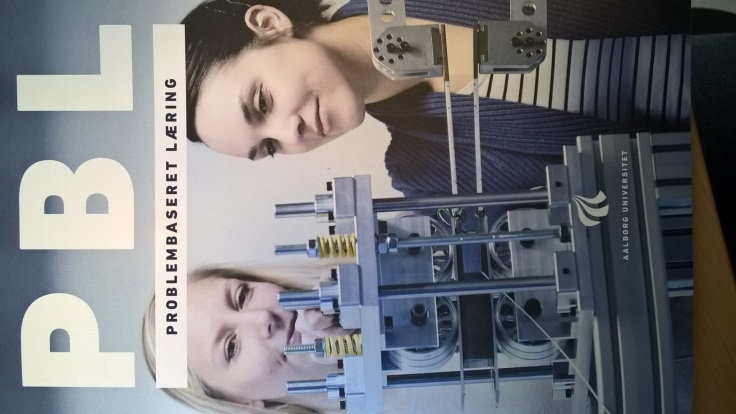 PBL
PROBLEMBASERET LÆRING
AALBORG UNIVERSITET